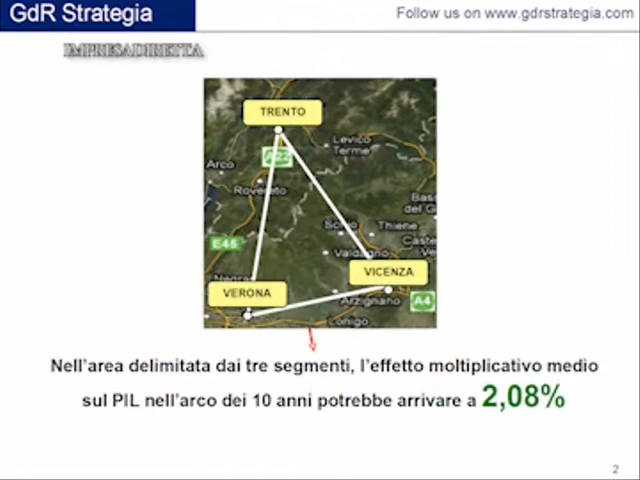 GdR Strategia
Follow us on www.gdrstrategia.com
IMPRESADIRETTA
TRENTO
Levico
Terme
A22
Arco
Rovereto
Schio
Thiene
E45
Valdagno
VICENZA
VERONA
Arzignano
A4
Lonigo
Nell'area delimitata dai tre segmenti, l'effetto moltiplicativo medio
sul PIL nell'arco dei 10 anni potrebbe arrivare a 2,08%
2